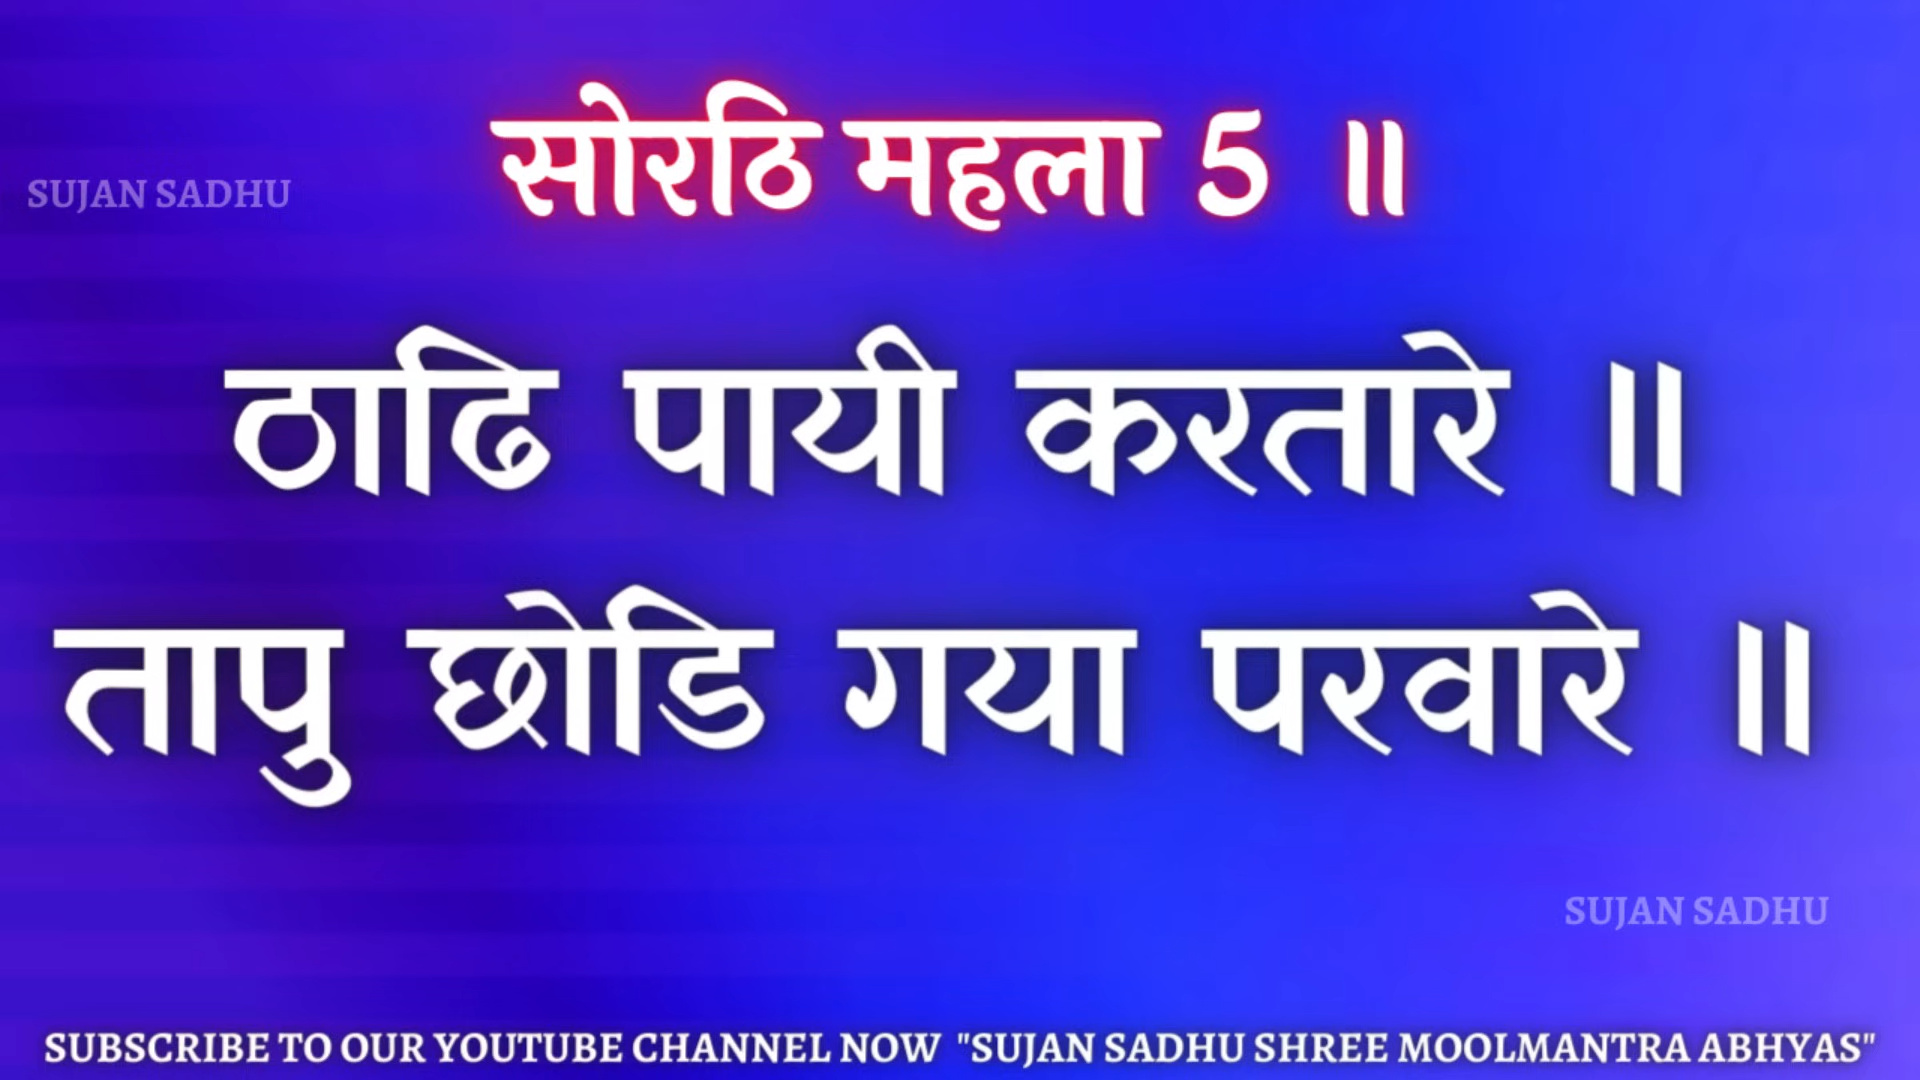 सोरठि महला 5 ॥
SUJAN SADHU
ठाढि पायी करतारे ॥
तापु छोडि गया परवारे ॥
SUJAN SADHU
SUBSCRIBE TO OUR YOUTUBE CHANNEL NOW "SUJAN SADHU SHREE MOOLMANTRA ABHYAS"